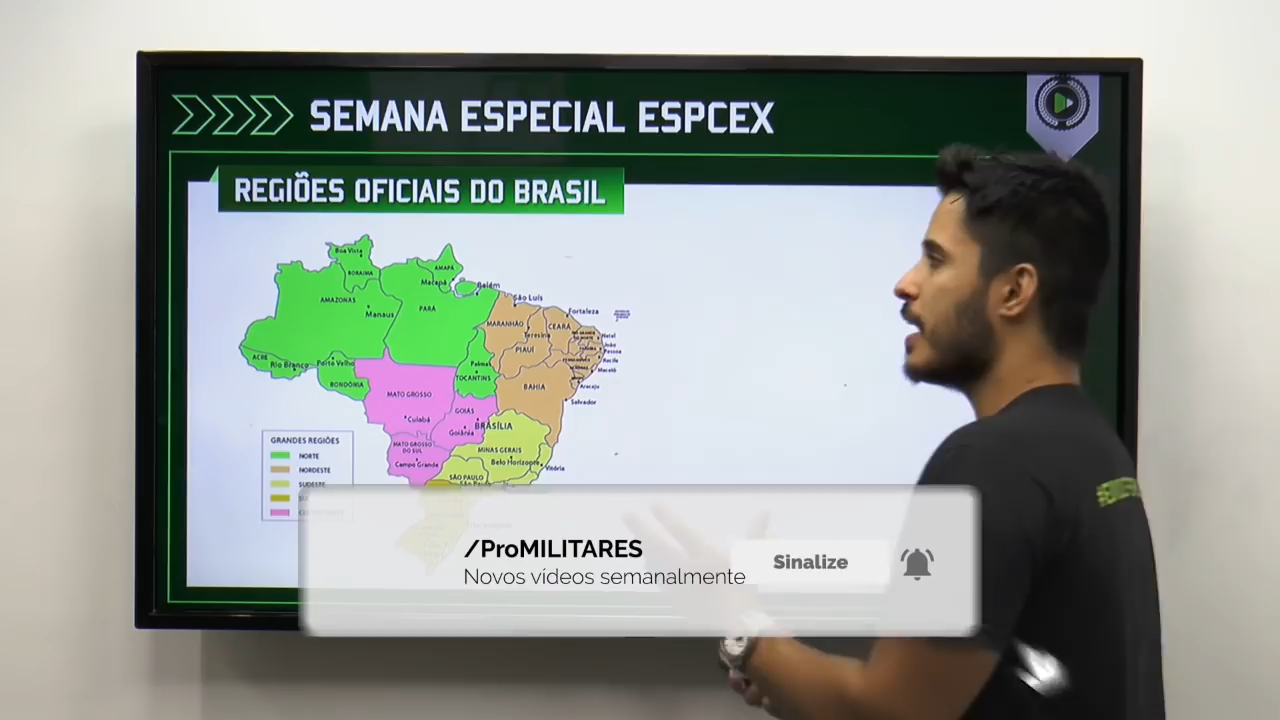 SEMANA ESPECIAL ESPCEX
REGIÕES OFICIAIS DO BRASIL
Boa Vista
RORAIMA
AMAPÁ
Macapá
Belém
AMAZONAS
Manaus
PARÁ
São Luís
Fortaleza
MARANHÃO
CEARÁ
Teresina
Natal
PIAUÍ
João
Pessoa
Recife
ACRE
Rio Branco
Porto Velho
Palmas
Maceió
RONDÔNIA
TOCANTINS
BAHIA
Aracaju
Salvador
MATO GROSSO
GOIÁS
Cuiabá
BRASÍLIA
Goiânia
MATO GROSSO
DO SUL
MINAS GERAIS
Campo Grande
Belo Horizonte
Vitória
SÃO PAULO
São Paulo
GRANDES REGIÕES
NORTE
NORDESTE
SUDESTE
/ProMILITARES
Novos vídeos semanalmente
Sinalize